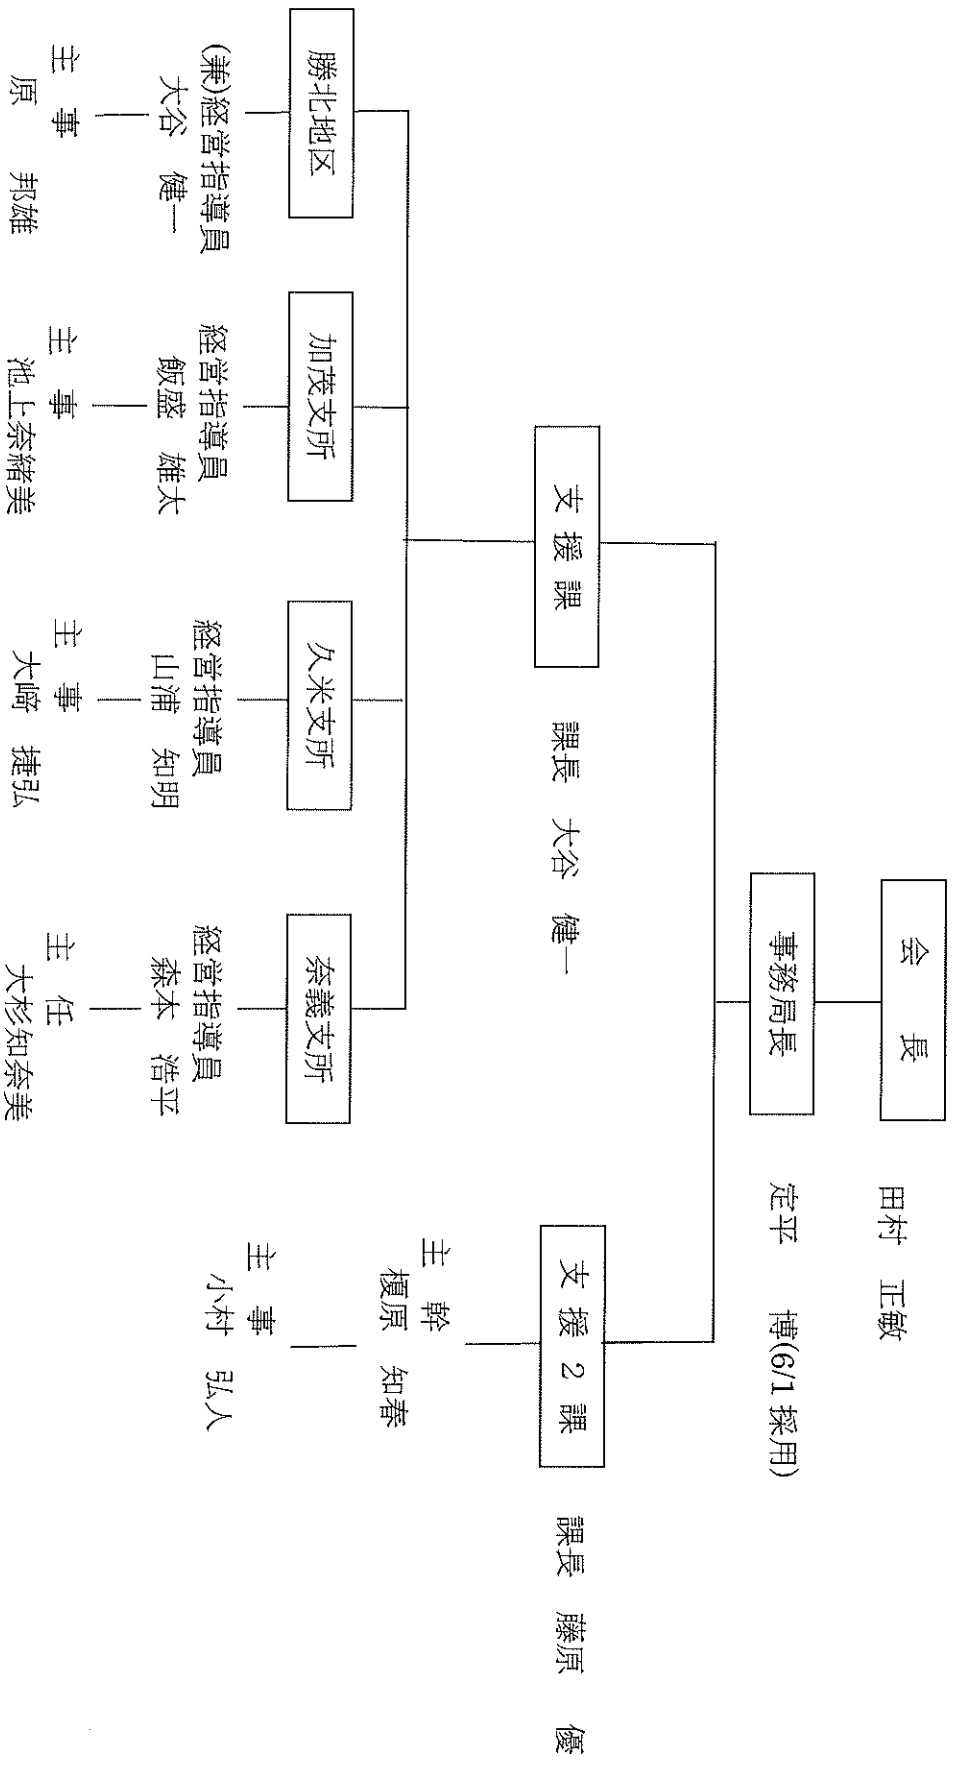 会　長
田村　正敏
事務局長
定平　博(6/1 採用)
支 援 課
課長　大谷　健一
支 援 2 課
課長　藤原　優
主　幹
榎原　知春
主　事
小村　弘人
勝北地区
(兼)経営指導員
大谷　健一
主　事
原　邦雄
加茂支所
経営指導員
飯盛　雄太
主　事
池上奈緒美
久米支所
経営指導員
山浦　知明
主　事
大﨑　捷弘
奈義支所
経営指導員
森本　浩平
主　任
大杉知奈美